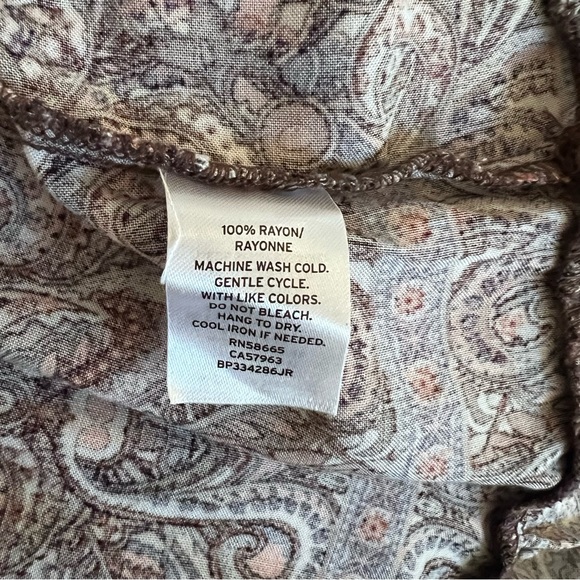 100% RAYON/
RAYONNE
MACHINE WASH COLD.
GENTLE CYCLE.
WITH LIKE COLORS.
DO NOT BLEACH.
HANG TO DRY.
COOL IRON IF NEEDED.
RN58665
CA57963
BP334286JR